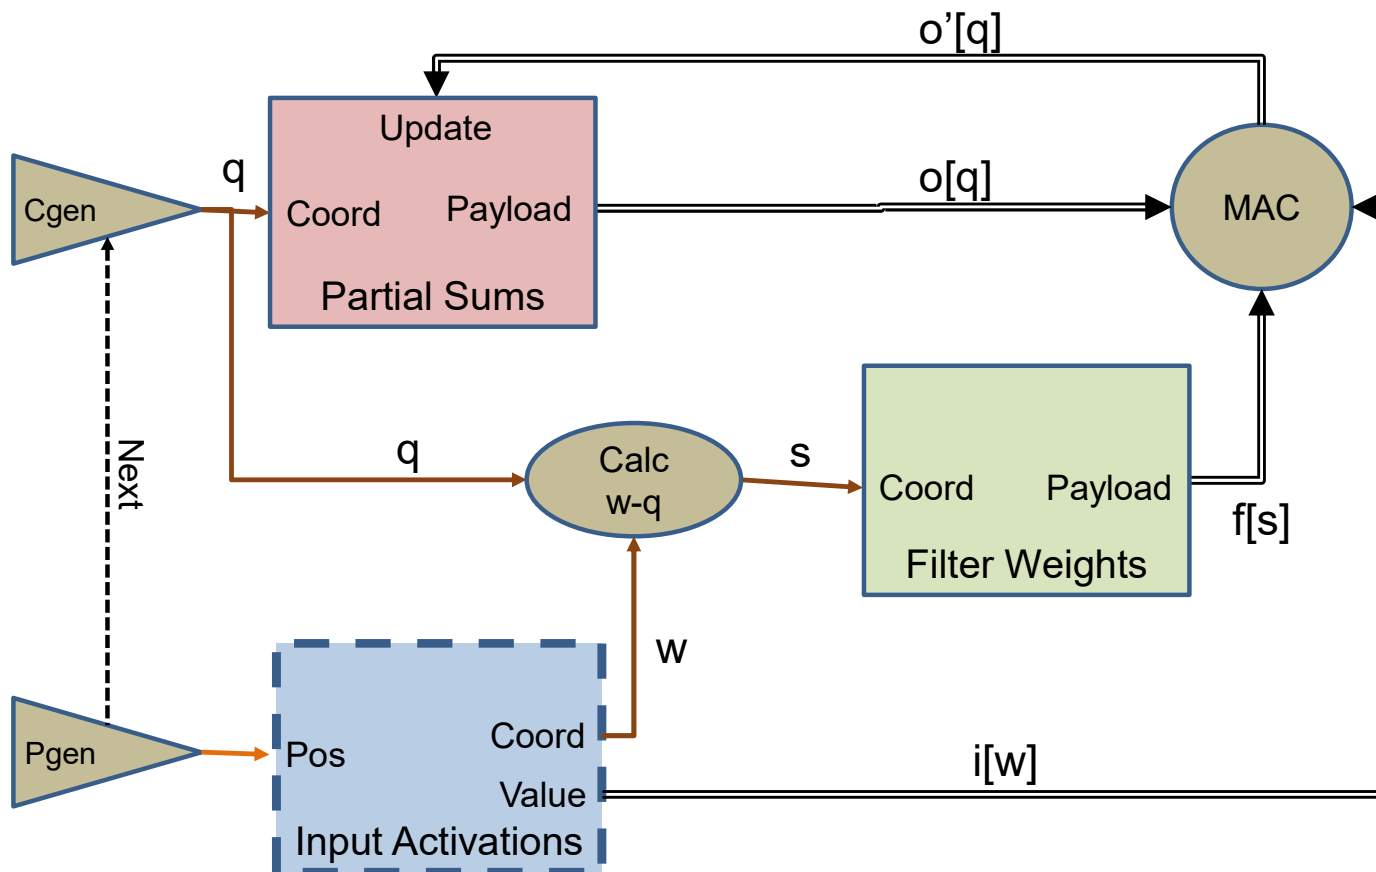 o’[q]
Update
q
Cgen
Coord
Payload
o[q]
MAC
Partial Sums
Next
q
Calc
w-q
s
Coord
Payload
f[s]
Filter Weights
w
Pgen
Pos
Coord
i[w]
Value
Input Activations